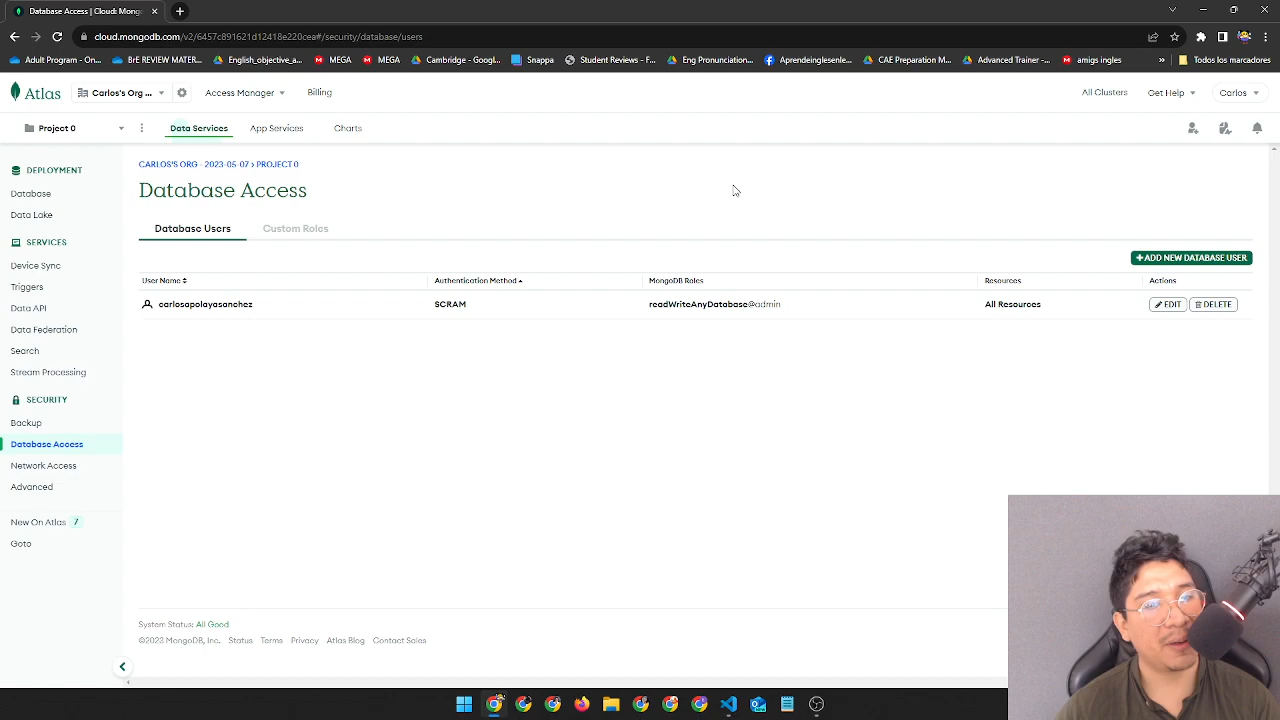 Database Access | Cloud: Mong
cloud.mongodb.com/v2/6457c891621d12418e220cea#/security/database/users
Adult Program - On... BrE REVIEW MATER... English_objective_a... MEGA MEGA Cambridge - Google... Snappa Student Reviews - F... Eng Pronunciation... Aprendeinglesenle... CAE Preparation M... Advanced Trainer -... amigs ingles » Todos los marcadores
Atlas Carlos's Org ... Access Manager Billing All Clusters Get Help Carlos
Project 0 Data Services App Services Charts
CARLOS'S ORG - 2023-05-07 > PROJECT 0
Database Access
Database Users Custom Roles
+ADD NEW DATABASE USER
User Name Authentication Method MongoDB Roles Resources Actions
carlosapolayasanchez SCRAM readWriteAnyDatabase@admin All Resources EDIT DELETE
DEPLOYMENT
Database
Data Lake
SERVICES
Device Sync
Triggers
Data API
Data Federation
Search
Stream Processing
SECURITY
Backup
Database Access
Network Access
Advanced
New On Atlas 7
Goto
System Status: All Good
©2023 MongoDB, Inc. Status Terms Privacy Atlas Blog Contact Sales